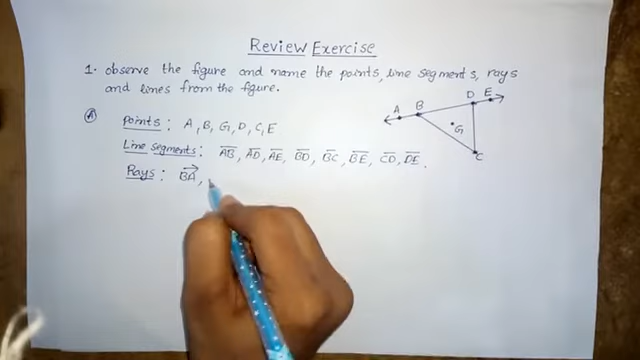 Review Exercise
1. observe the figure and name the points, line segments, rays
and lines from the figure.
A
Points : A, B, G, D, C, E
Line segments : AB, AD, AE, BD, BC, BE, CD, DE.
Rays : BA,
A B D E
G
C